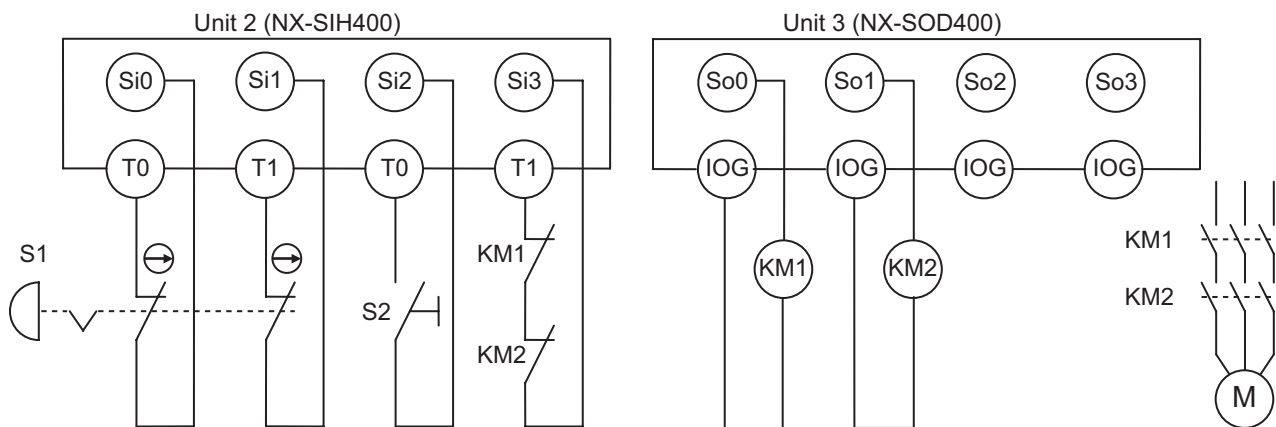 Unit 2 (NX-SIH400) Unit 3 (NX-SOD400)
Si0 Si1 Si2 Si3 So0 So1 So2 So3
T0 T1 T0 T1 IOG IOG IOG IOG
S1 KM1 KM1
KM1 KM2
S2 KM2
KM2
M